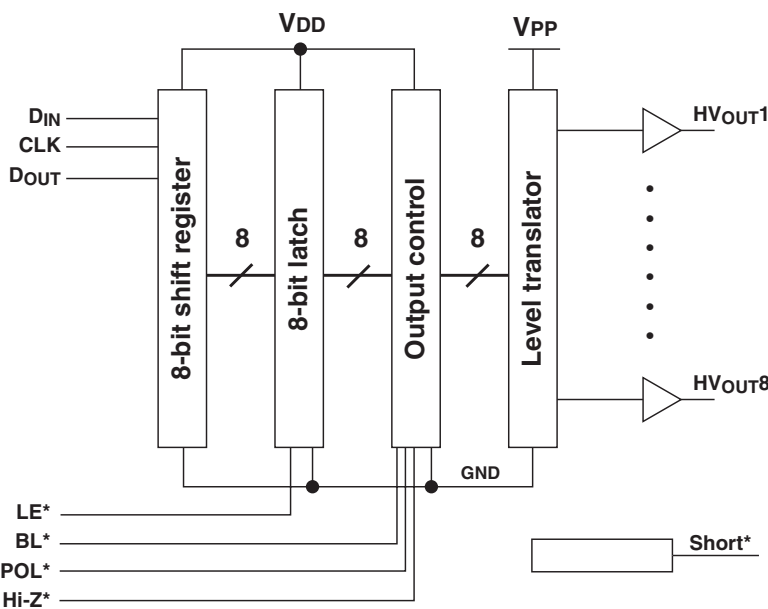 VDD
VPP
DIN
CLK
DOUT
HVOUT1
8-bit shift register
8
8-bit latch
8
Output control
8
Level translator
HVOUT8
GND
LE*
BL*
POL*
Hi-Z*
Short*